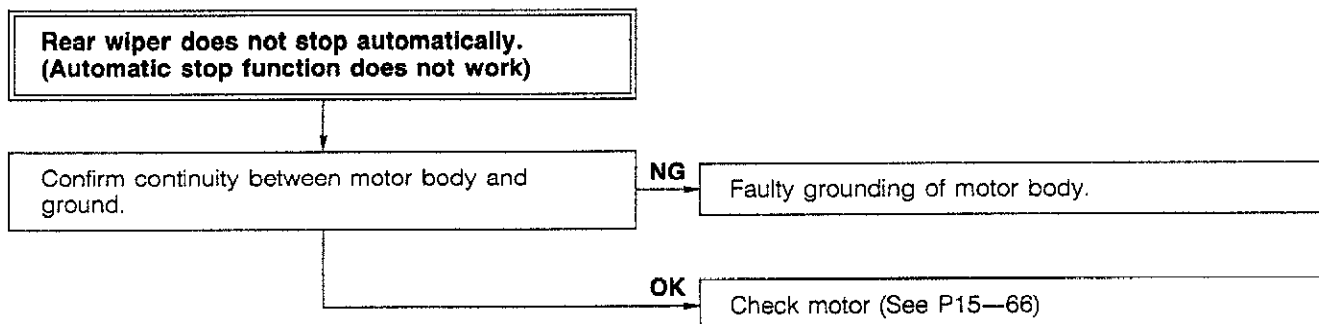 Rear wiper does not stop automatically.
(Automatic stop function does not work)
Confirm continuity between motor body and
ground.
NG
Faulty grounding of motor body.
OK
Check motor (See P15—66)